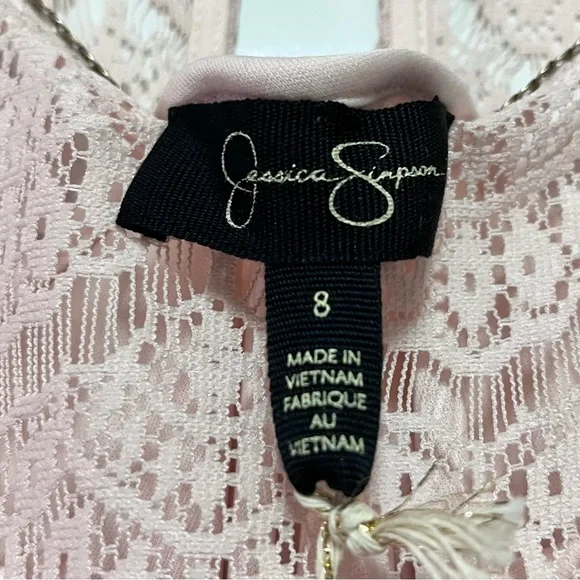 Jessica Simpson
8
MADE IN
VIETNAM
FABRIQUE
AU
VIETNAM